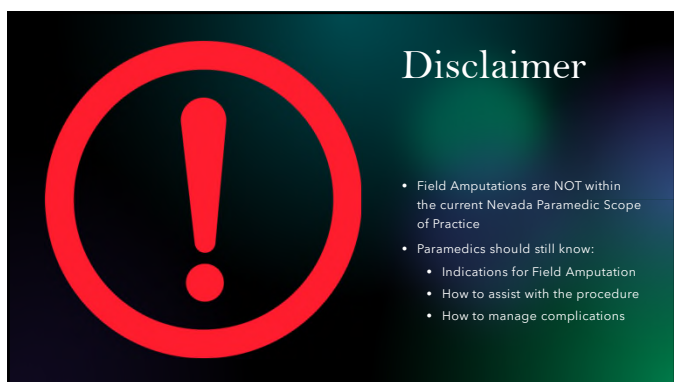 Disclaimer
• Field Amputations are NOT within
the current Nevada Paramedic Scope
of Practice
• Paramedics should still know:
• Indications for Field Amputation
• How to assist with the procedure
• How to manage complications